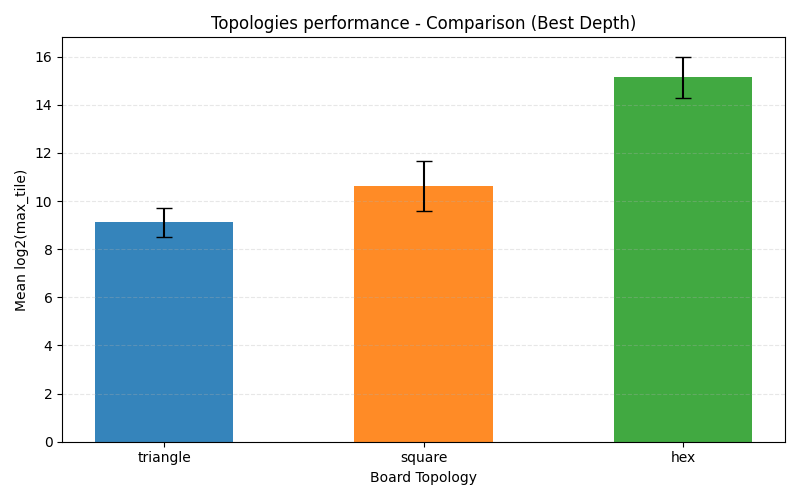 Topologies performance - Comparison (Best Depth)
Mean log2(max_tile)
16
14
12
10
8
6
4
2
0
triangle square hex
Board Topology